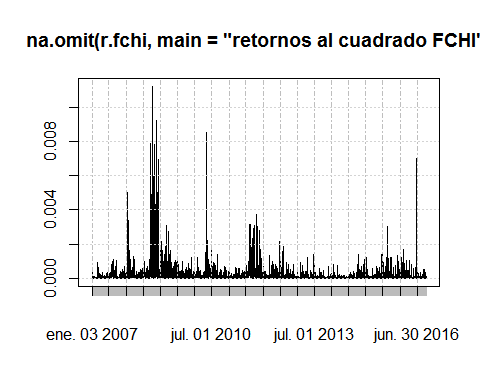 na.omit(r.fchi, main = "retornos al cuadrado FCHI"
0.008
0.004
0.000
ene. 03 2007 jul. 01 2010 jul. 01 2013 jun. 30 2016